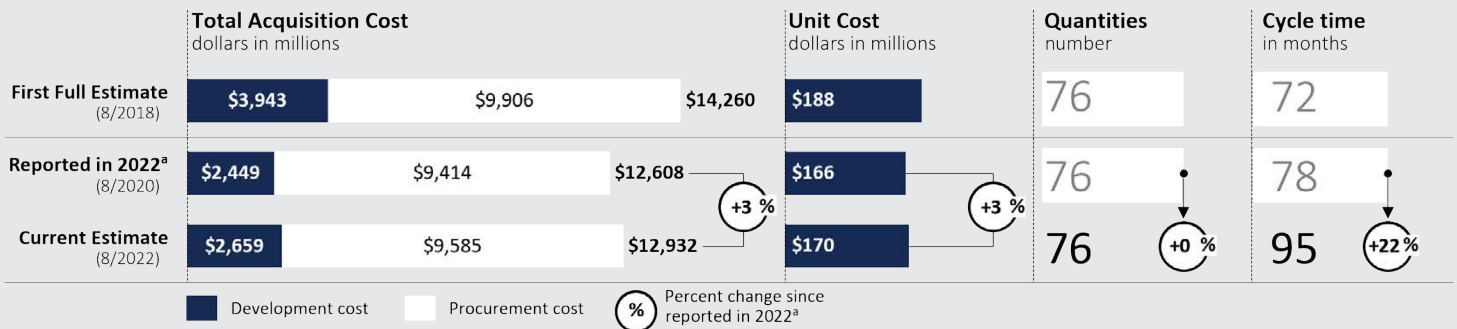 Total Acquisition Cost
dollars in millions
Unit Cost
dollars in millions
Quantities
number
Cycle time
in months
First Full Estimate
(8/2018)
$3,943
$9,906
$14,260
$188
76
72
Reported in 2022ᵃ
(8/2020)
$2,449
$9,414
$12,608
$166
76
78
+3 %
+3 %
Current Estimate
(8/2022)
$2,659
$9,585
$12,932
$170
76
+0 %
95
+22 %
Development cost
Procurement cost
%
Percent change since
reported in 2022ᵃ